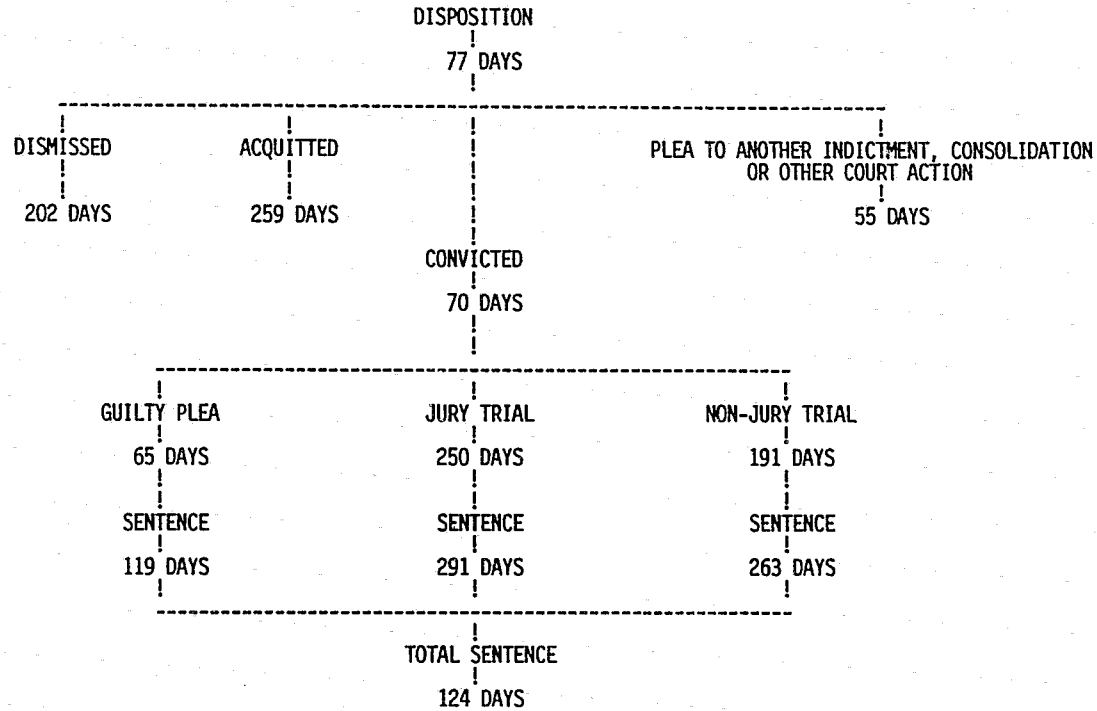 DISPOSITION
77 DAYS
DISMISSED ACQUITTED PLEA TO ANOTHER INDICTMENT, CONSOLIDATION
OR OTHER COURT ACTION
202 DAYS 259 DAYS 55 DAYS
CONVICTED
70 DAYS
GUILTY PLEA JURY TRIAL NON-JURY TRIAL
65 DAYS 250 DAYS 191 DAYS
SENTENCE SENTENCE SENTENCE
119 DAYS 291 DAYS 263 DAYS
TOTAL SENTENCE
124 DAYS